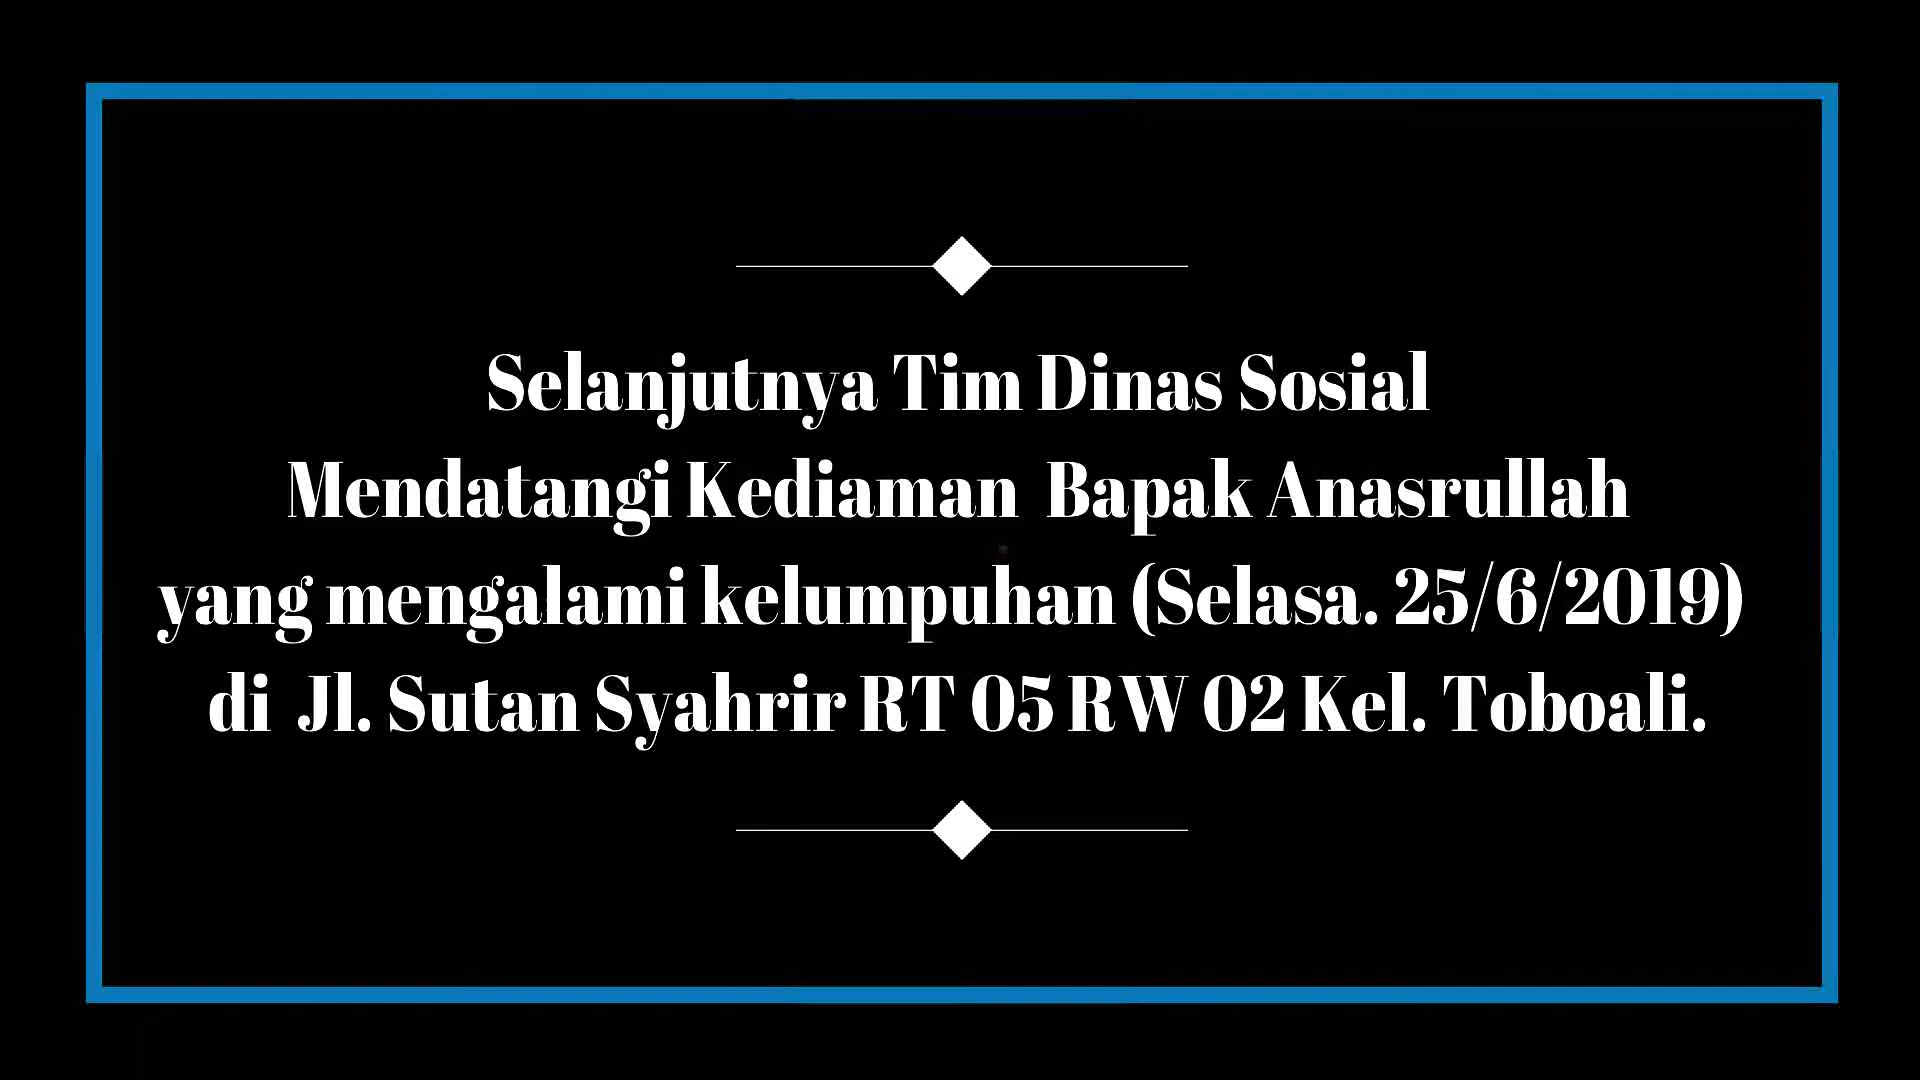 Selanjutnya Tim Dinas Sosial
Mendatangi Kediaman Bapak Anasrullah
yang mengalami kelumpuhan (Selasa. 25/6/2019)
di Jl. Sutan Syahrir RT 05 RW 02 Kel. Toboali.